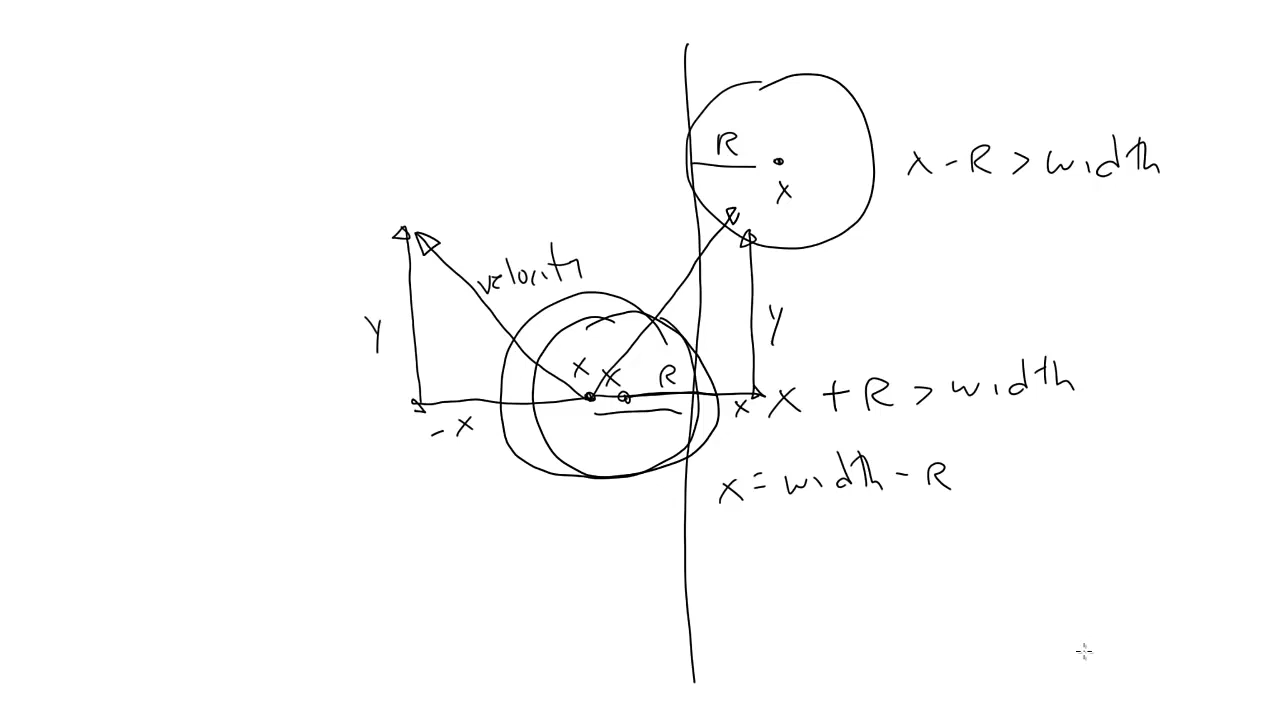 R
x
x - R > width
velocity
y
y
x
x
R
x
x + R > width
- x
x = width - R